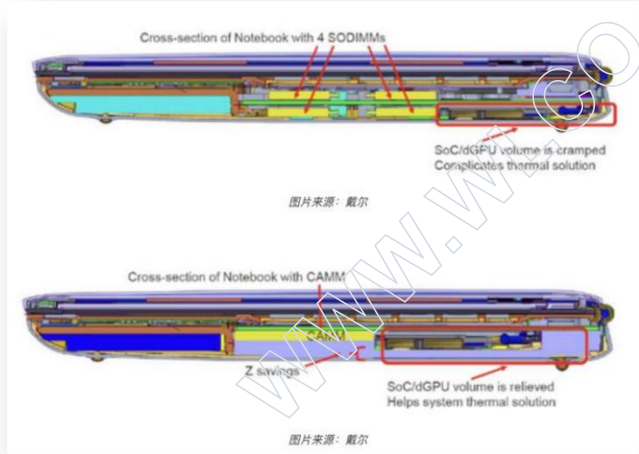 Cross-section of Notebook with 4 SODIMMs
SoC/dGPU volume is cramped
Complicates thermal solution
图片来源：戴尔
Cross-section of Notebook with CAMM
CAMM
Z savings
SoC/dGPU volume is relieved
Helps system thermal solution
图片来源：戴尔
WWW.WL.CO